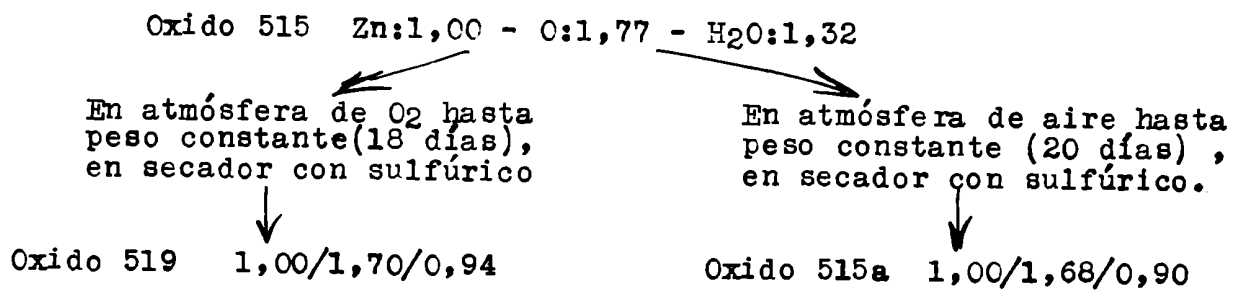 Oxido 515 Zn:1,00 - O:1,77 - H2O:1,32
En atmósfera de O2 hasta
peso constante(18 días),
en secador con sulfúrico
En atmósfera de aire hasta
peso constante (20 días) ,
en secador con sulfúrico.
Oxido 519 1,00/1,70/0,94
Oxido 515a 1,00/1,68/0,90